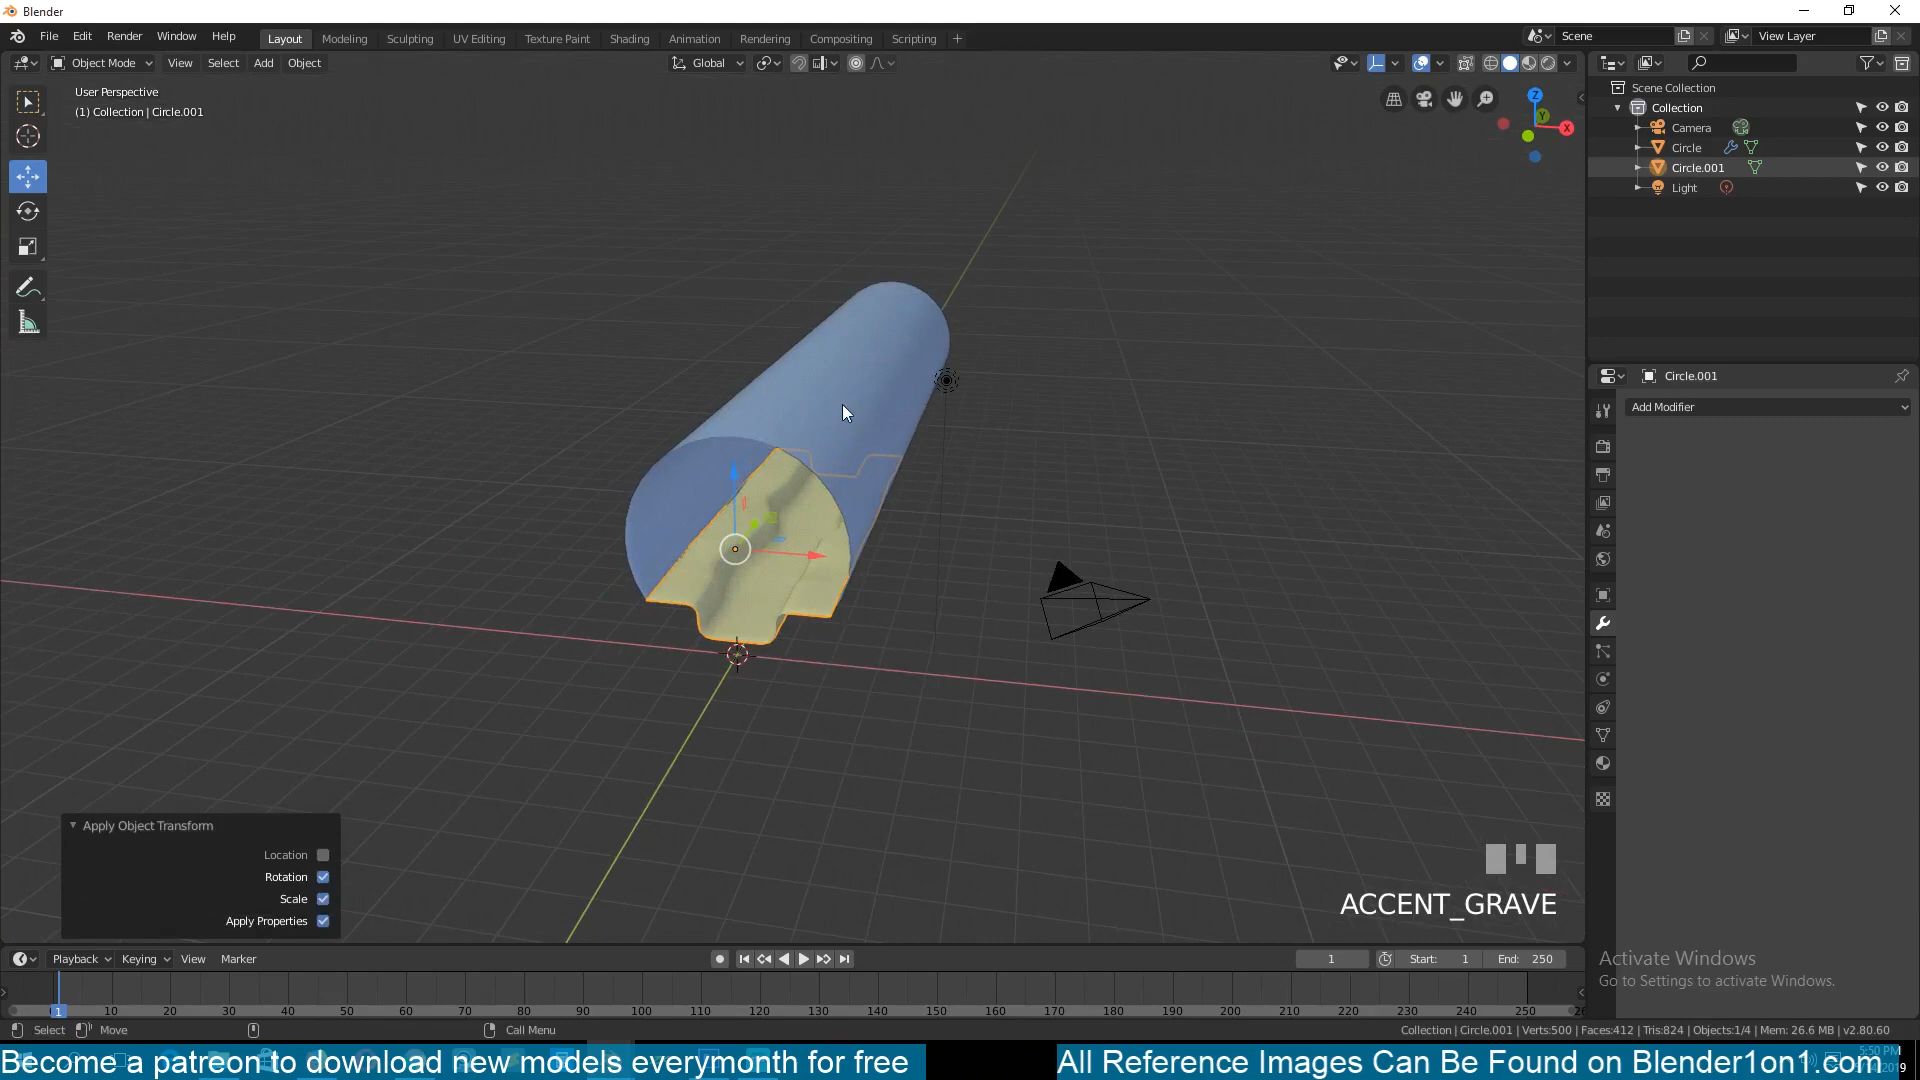 Blender
File Edit Render Window Help Layout Modeling Sculpting UV Editing Texture Paint Shading Animation Rendering Compositing Scripting + Scene View Layer
Object Mode View Select Add Object Global
User Perspective
(1) Collection | Circle.001
Z
Y
X
Scene Collection
Collection
Camera
Circle
Circle.001
Light
Circle.001
Add Modifier
Apply Object Transform
Location
Rotation
Scale
Apply Properties
ACCENT_GRAVE
Activate Windows
Go to Settings to activate Windows.
Playback Keying View Marker 1 Start: 1 End: 250
1 10 20 30 40 50 60 70 80 90 100 110 120 130 140 150 160 170 180 190 200 210 220 230 240 250
Select Move Call Menu Collection | Circle.001 | Verts:500 | Faces:412 | Tris:824 | Objects:1/4 | Mem: 26.6 MB | v2.80.60
Become a patreon to download new models everymonth for free All Reference Images Can Be Found on Blender1on1.com
5:50 PM